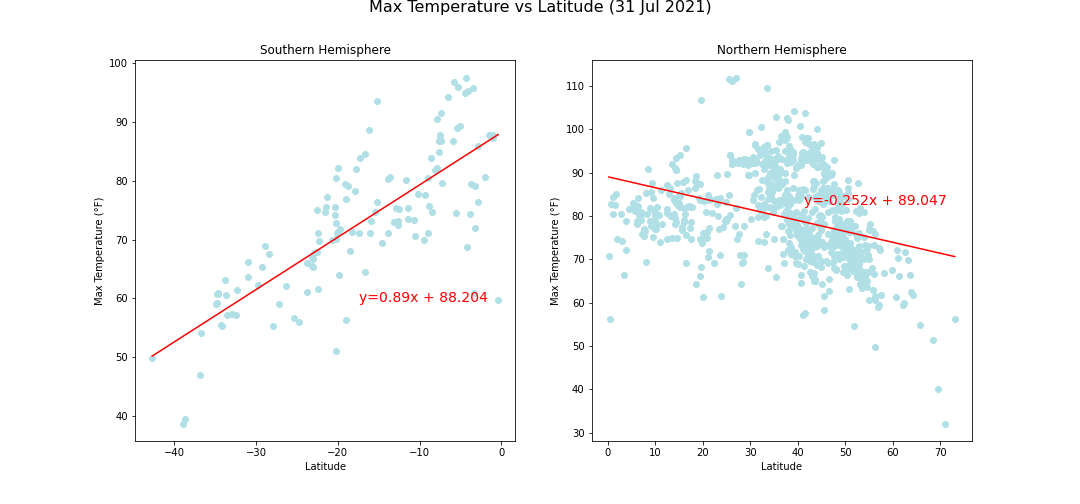 Max Temperature vs Latitude (31 Jul 2021)
Southern Hemisphere
Max Temperature (°F)
100
90
80
70
60
50
40
y=0.89x + 88.204
−40 −30 −20 −10 0
Latitude
Northern Hemisphere
Max Temperature (°F)
110
100
90
80
70
60
50
40
30
y=-0.252x + 89.047
0 10 20 30 40 50 60 70
Latitude